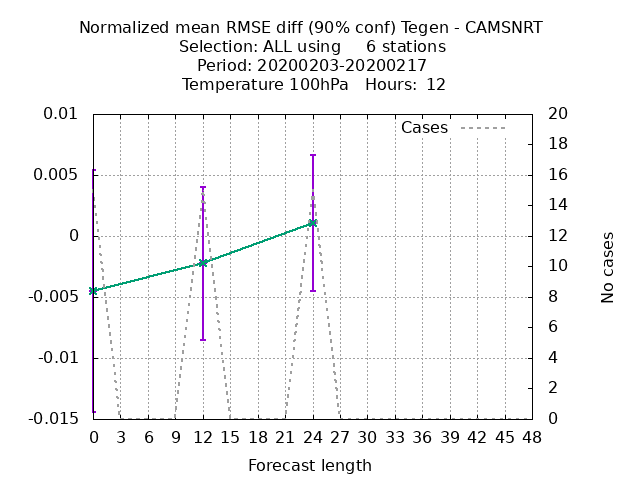 Normalized mean RMSE diff (90% conf) Tegen - CAMSNRT
Selection: ALL using 6 stations
Period: 20200203-20200217
Temperature 100hPa Hours: 12
Cases
0.01
0.005
0
-0.005
-0.01
-0.015
20
18
16
14
12
10
8
6
4
2
0
No cases
0 3 6 9 12 15 18 21 24 27 30 33 36 39 42 45 48
Forecast length